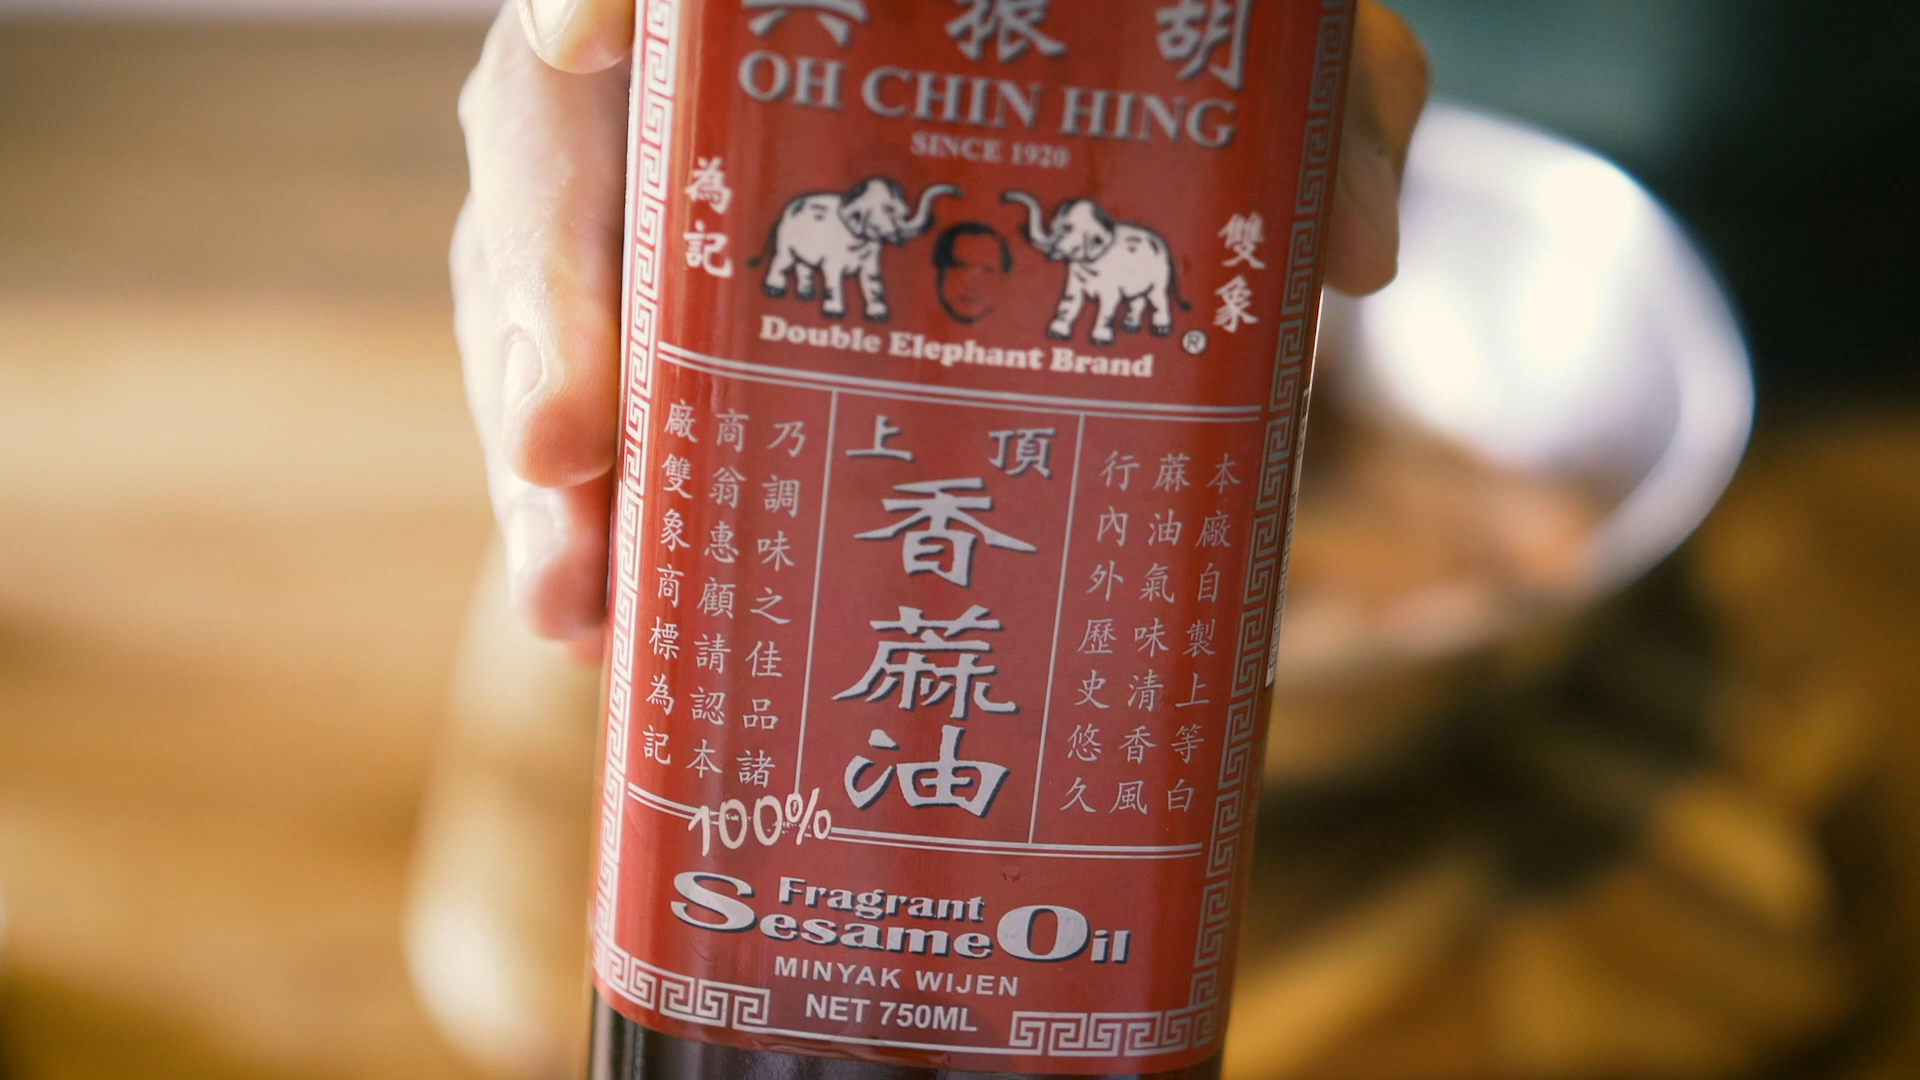 胡振興
OH CHIN HING
SINCE 1920
雙象
為記
Double Elephant Brand
®
本廠自製上等白
蔴油氣味清香風
行內外歷史悠久
頂上
香蔴油
乃調味之佳品諸
商翁惠顧請認本
廠雙象商標為記
100%
Fragrant
Sesame Oil
MINYAK WIJEN
NET 750ML